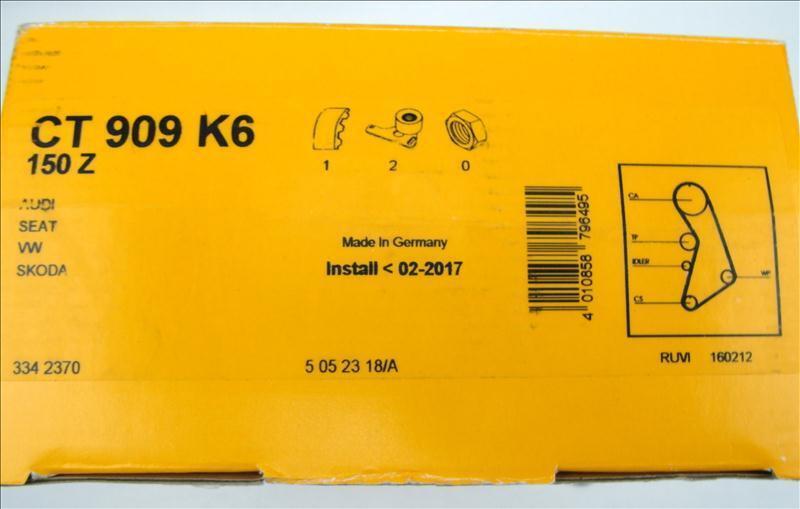 CT 909 K6
150 Z
1 2 0
AUDI
SEAT
VW
SKODA
Made In Germany
Install < 02-2017
4 010858 796495
CA
TP
IDLER
CS
WP
334 2370
5 05 23 18/A
RUVI 160212